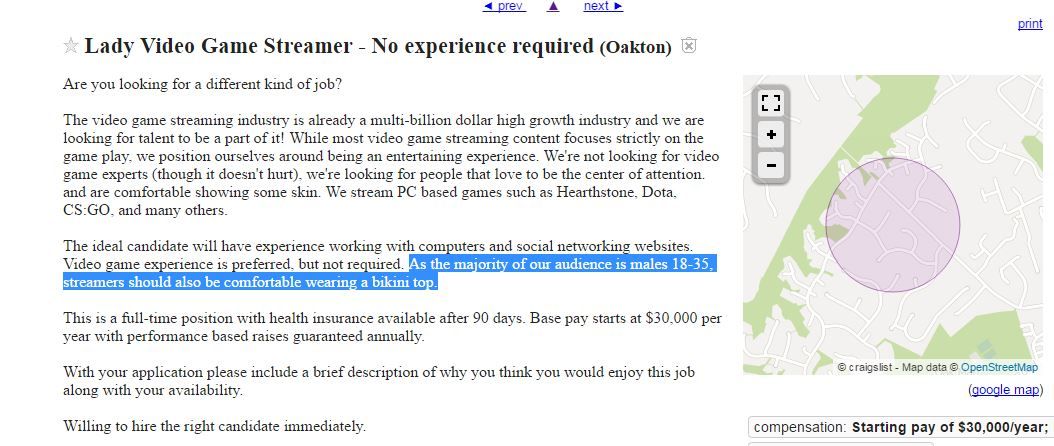 ◄ prev ▲ next ►
print
☆ Lady Video Game Streamer - No experience required (Oakton)
Are you looking for a different kind of job?
The video game streaming industry is already a multi-billion dollar high growth industry and we are
looking for talent to be a part of it! While most video game streaming content focuses strictly on the
game play, we position ourselves around being an entertaining experience. We're not looking for video
game experts (though it doesn't hurt), we're looking for people that love to be the center of attention.
and are comfortable showing some skin. We stream PC based games such as Hearthstone, Dota,
CS:GO, and many others.
The ideal candidate will have experience working with computers and social networking websites.
Video game experience is preferred, but not required. As the majority of our audience is males 18-35,
streamers should also be comfortable wearing a bikini top.
This is a full-time position with health insurance available after 90 days. Base pay starts at $30,000 per
year with performance based raises guaranteed annually.
With your application please include a brief description of why you think you would enjoy this job
along with your availability.
Willing to hire the right candidate immediately.
+
-
© craigslist - Map data © OpenStreetMap
(google map)
compensation: Starting pay of $30,000/year;